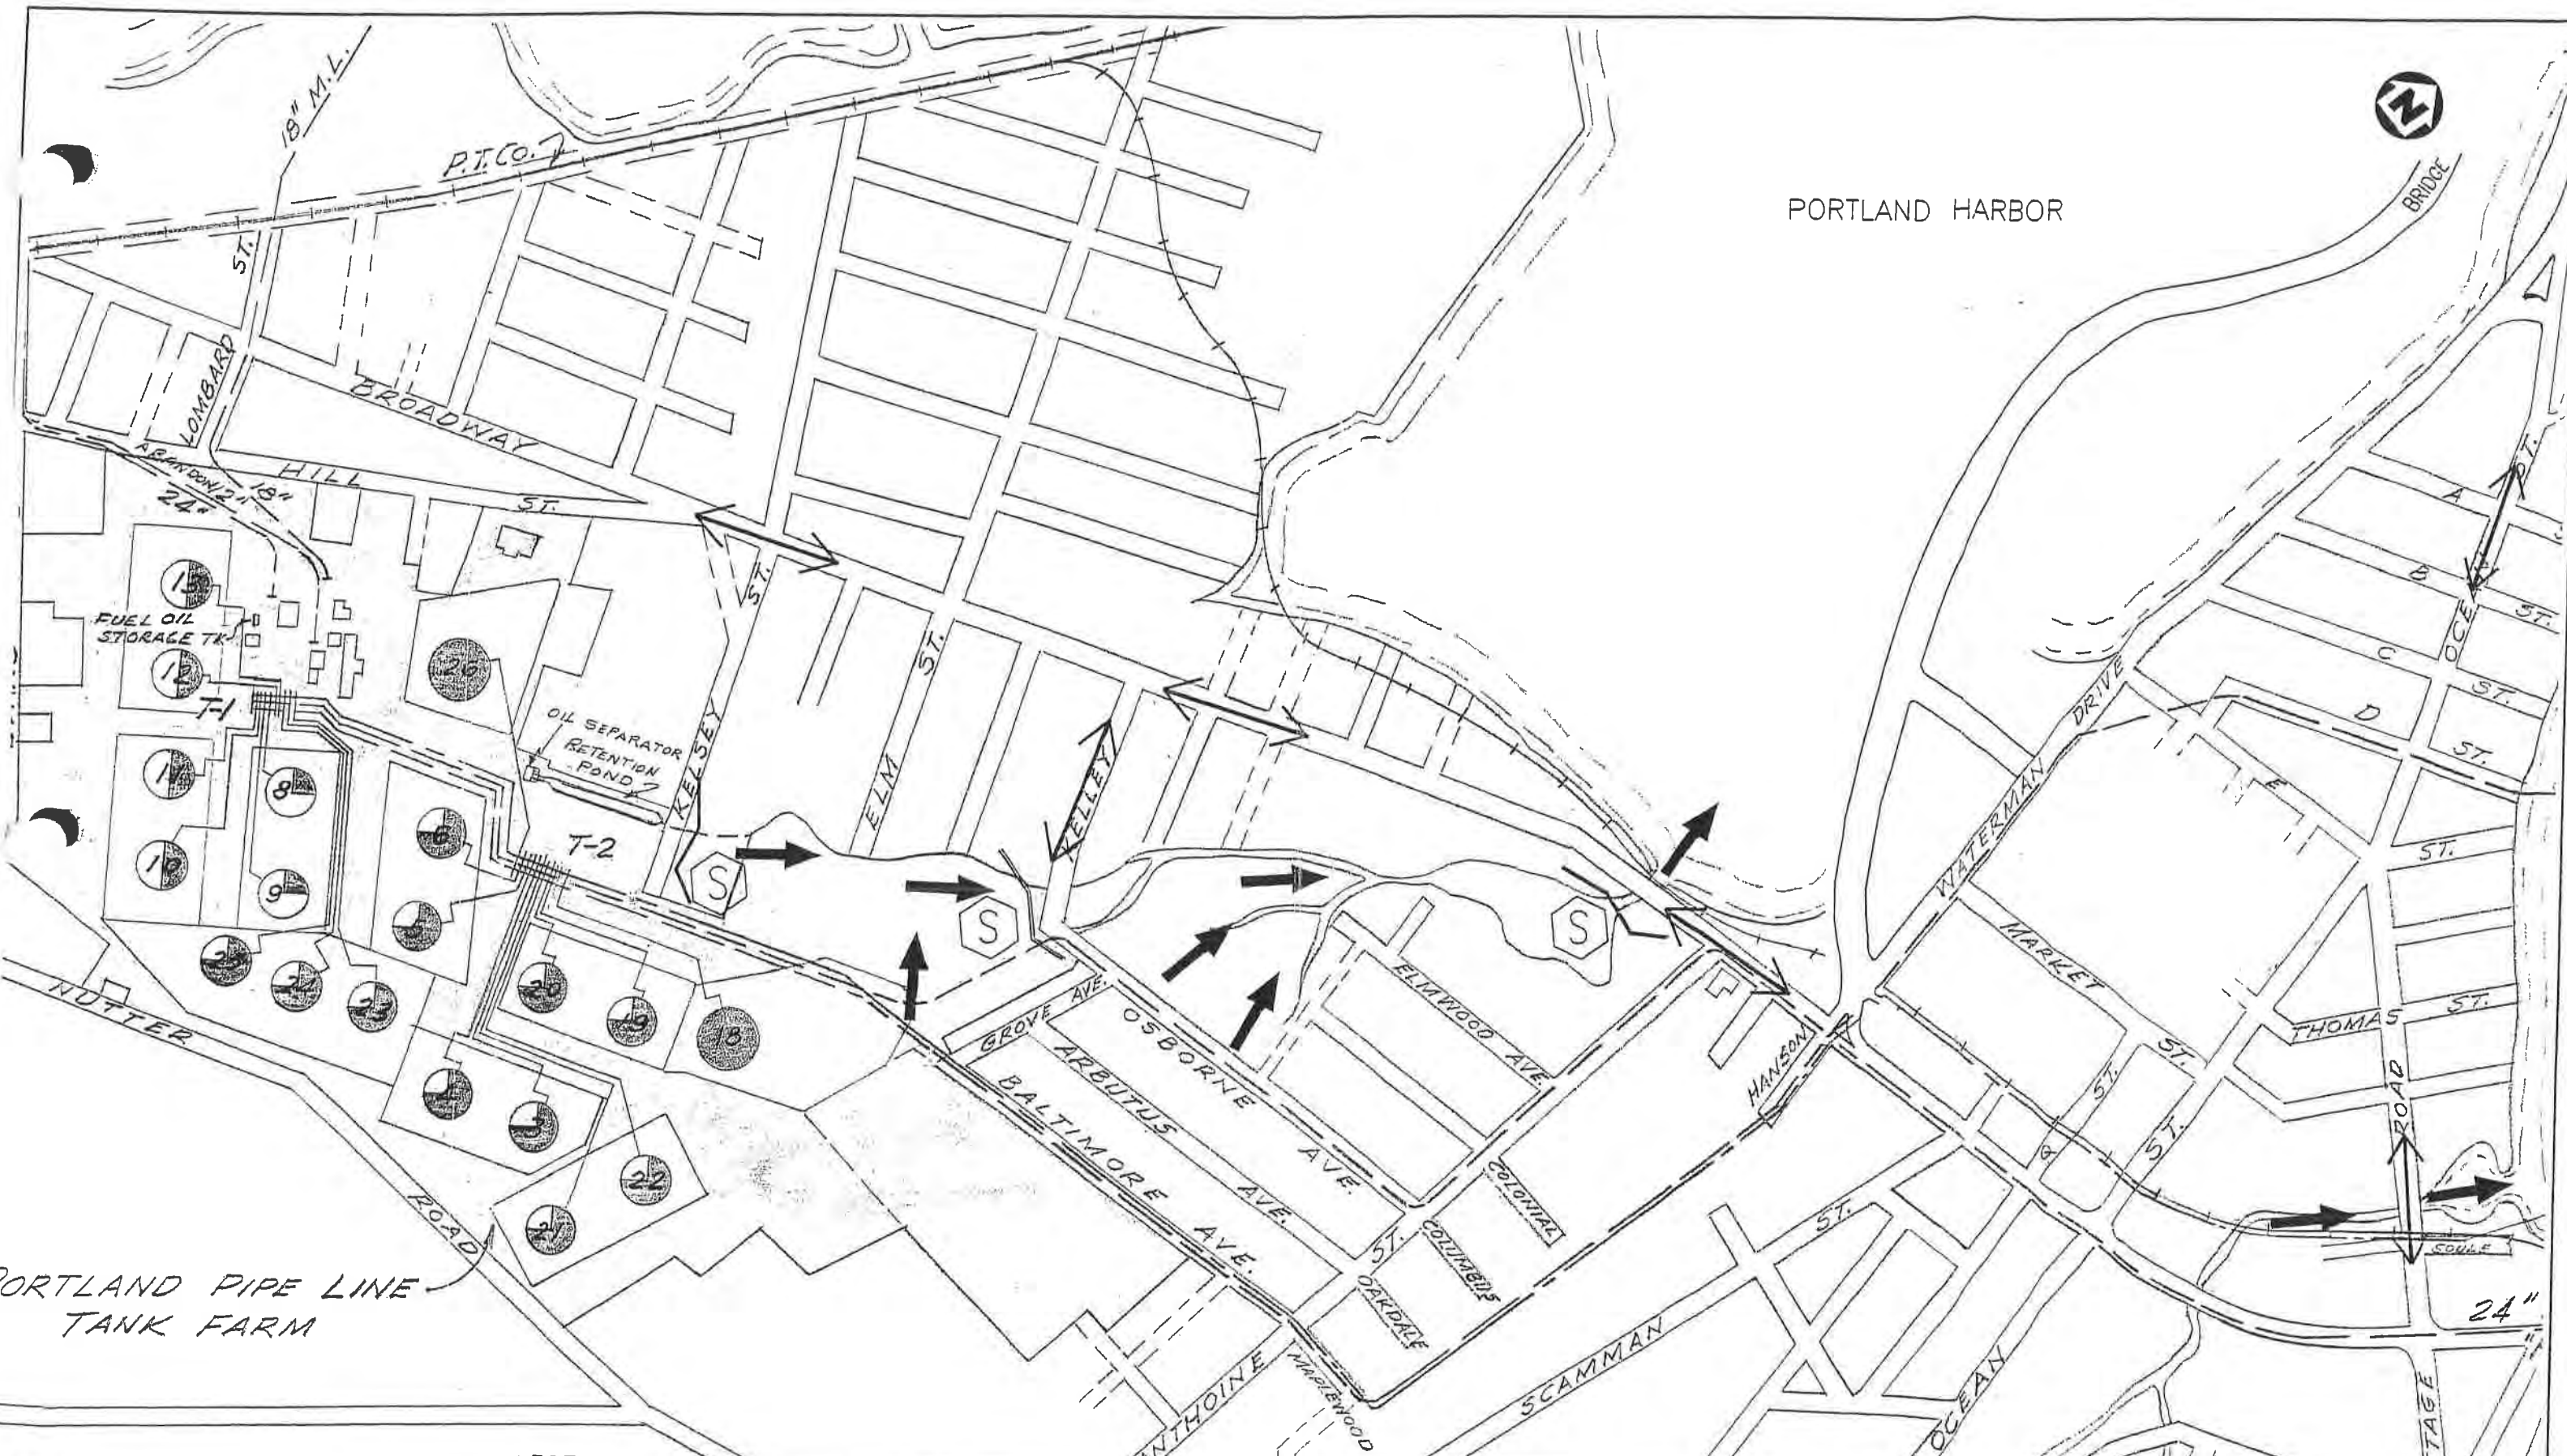 18" M.L.
P.T.CO.
N
BRIDGE
PORTLAND HARBOR
ST.
LOMBARD
BROADWAY
ABANDON 12"
18"
24"
HILL
ST.
ST.
A
B
ST.
C
ST.
D
ST.
E
ST.
OCEAN
ST.
15
FUEL OIL
STORAGE TK
12
T-1
26
OIL SEPARATOR
RETENTION
POND
KELSEY
ST.
ELM
ST.
KELLEY
WATERMAN
DRIVE
8
10
9
6
T-2
S
S
S
25
23
20
19
18
4
3
22
21
NUTTER
ROAD
GROVE AVE.
ARBUTUS
AVE.
OSBORNE
AVE.
BALTIMORE
AVE.
ELMWOOD AVE.
HANSON
MARKET
ST.
THOMAS
ST.
ST.
Q
ST.
ROAD
COLONIAL
COLUMBUS
OAKDALE
ST.
MAPLEWOOD
SCAMMAN
ST.
OCEAN
SOULE
24"
PORTLAND PIPE LINE
TANK FARM